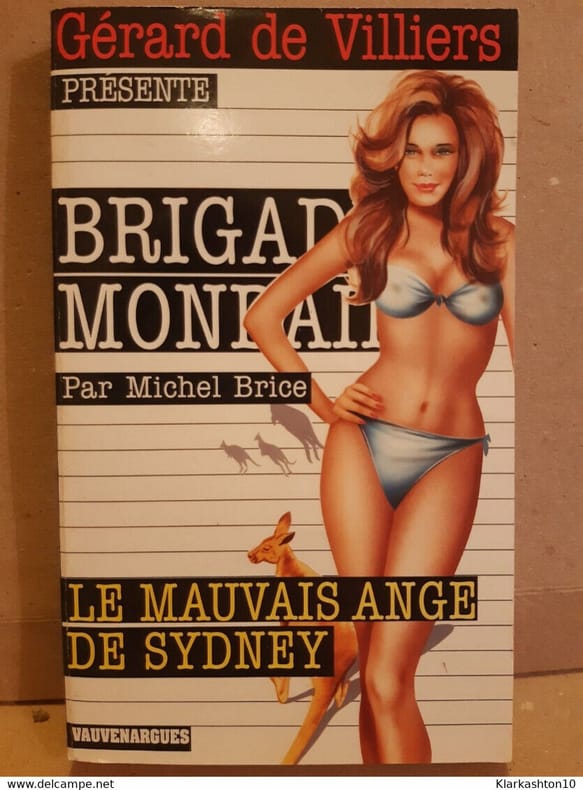 Gérard de Villiers
PRÉSENTE
BRIGAD
MONDAI
Par Michel Brice
LE MAUVAIS ANGE
DE SYDNEY
VAUVENARGUES
www.delcampe.net
Klarkashton10